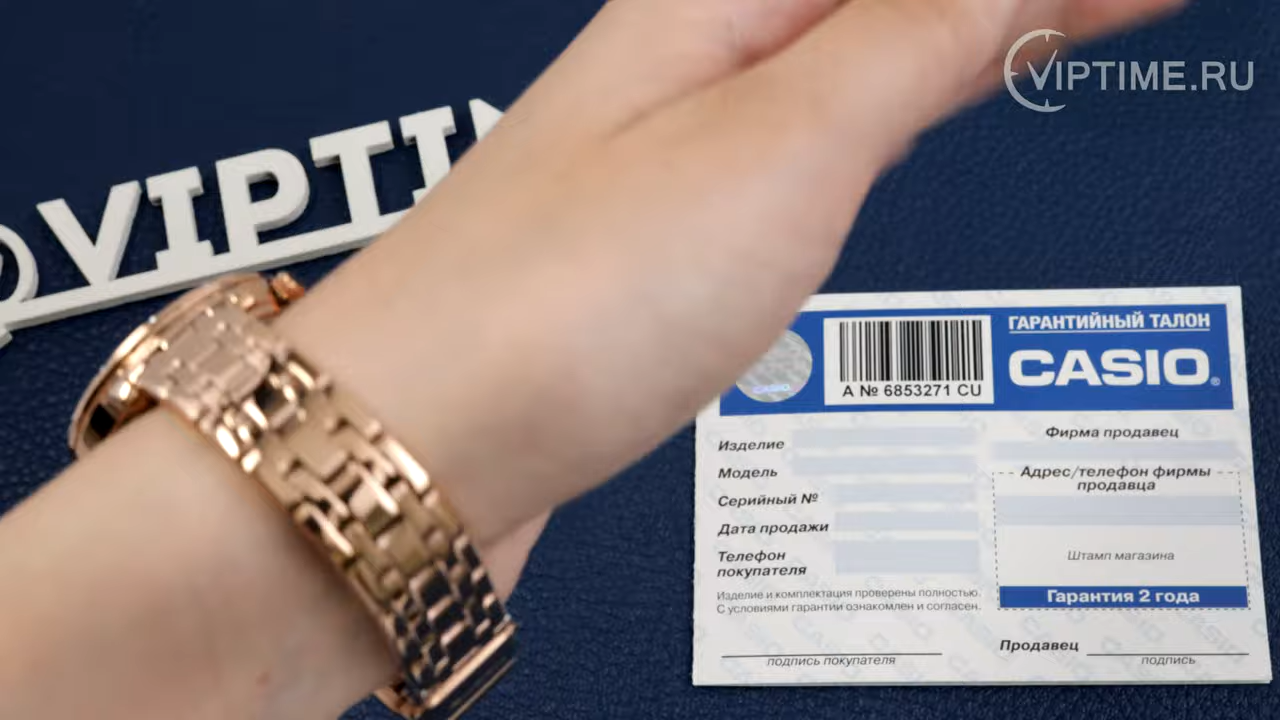 VIPTIME.RU
VIPTIM
ГАРАНТИЙНЫЙ ТАЛОН
CASIO®
A № 6853271 CU
CASIO
Изделие
Модель
Серийный №
Дата продажи
Телефон
покупателя
Изделие и комплектация проверены полностью.
С условиями гарантии ознакомлен и согласен.
подпись покупателя
Фирма продавец
Адрес/телефон фирмы
продавца
Штамп магазина
Гарантия 2 года
Продавец
подпись